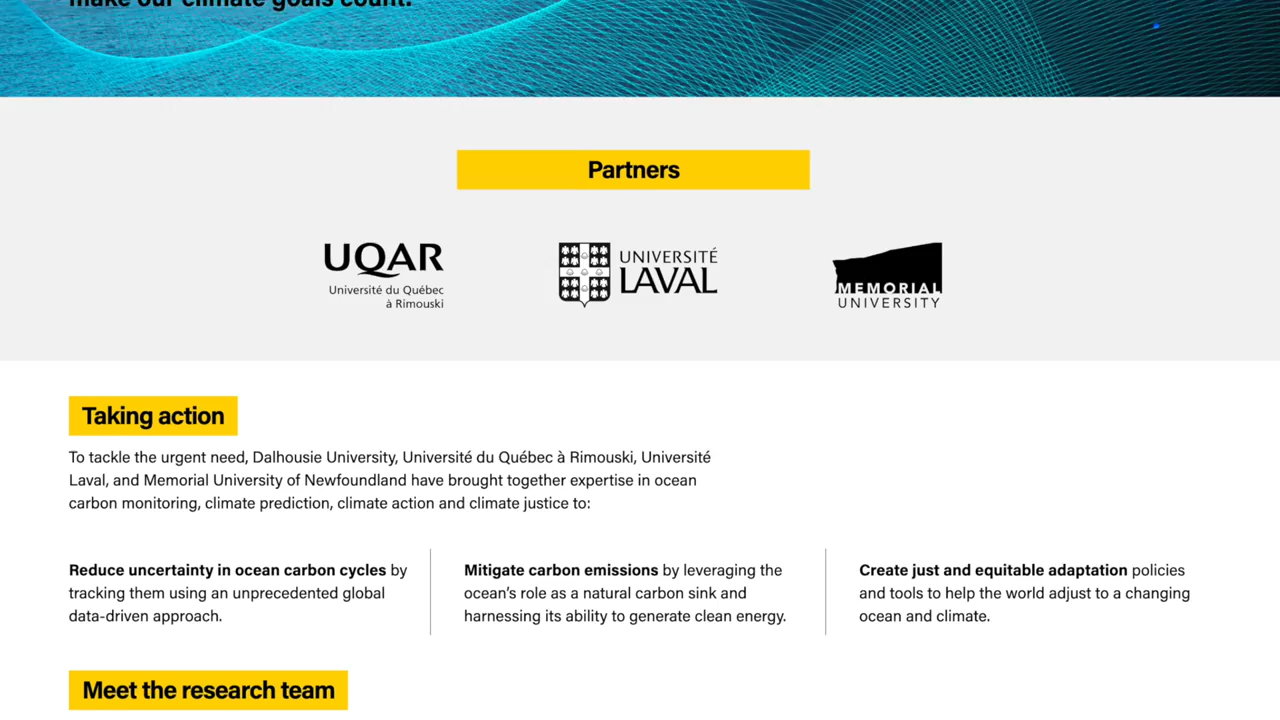 make our climate goals count.
Partners
UQAR
Université du Québec
à Rimouski
UNIVERSITÉ
LAVAL
MEMORIAL
UNIVERSITY
Taking action
To tackle the urgent need, Dalhousie University, Université du Québec à Rimouski, Université
Laval, and Memorial University of Newfoundland have brought together expertise in ocean
carbon monitoring, climate prediction, climate action and climate justice to:
Reduce uncertainty in ocean carbon cycles by
tracking them using an unprecedented global
data-driven approach.
Mitigate carbon emissions by leveraging the
ocean’s role as a natural carbon sink and
harnessing its ability to generate clean energy.
Create just and equitable adaptation policies
and tools to help the world adjust to a changing
ocean and climate.
Meet the research team